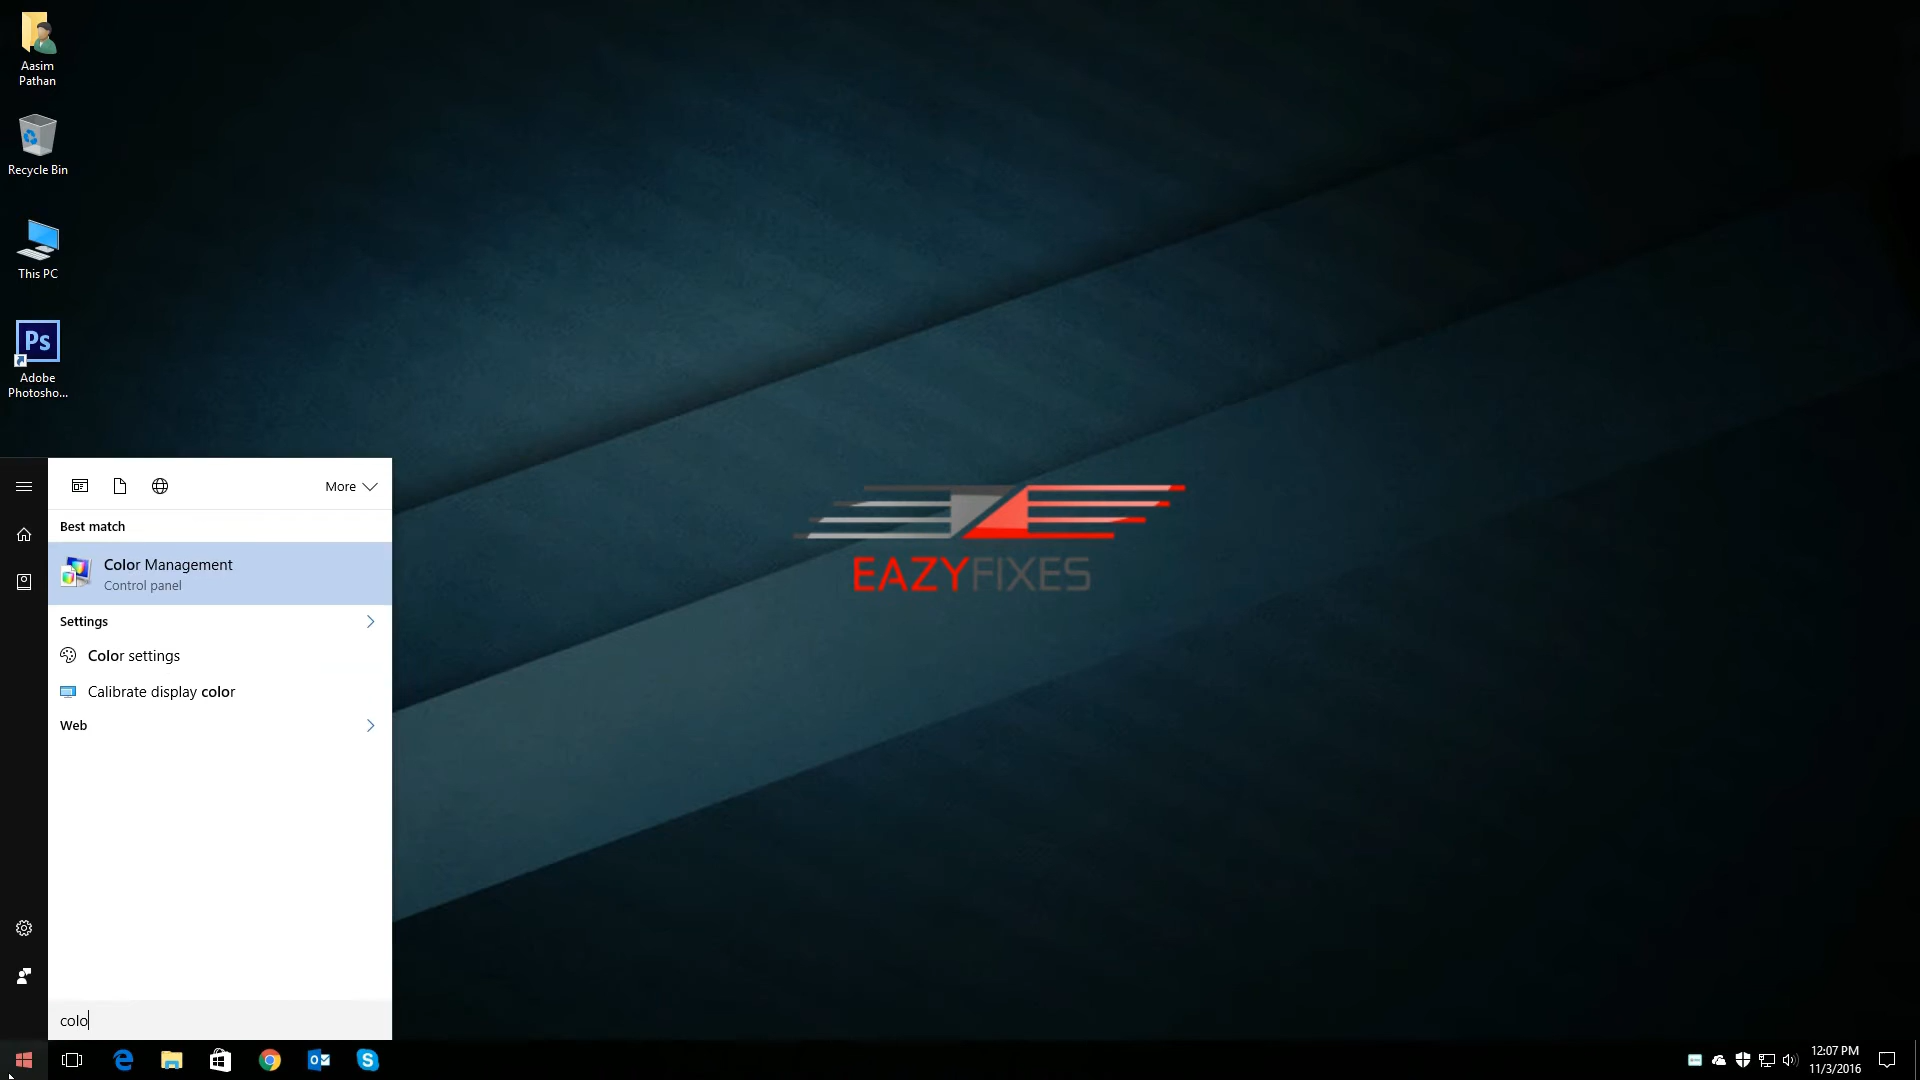 Aasim
Pathan
Recycle Bin
This PC
Ps
Adobe
Photosho...
More
Best match
Color Management
Control panel
Settings
Color settings
Calibrate display color
Web
colo
EAZYFIXES
12:07 PM
11/3/2016